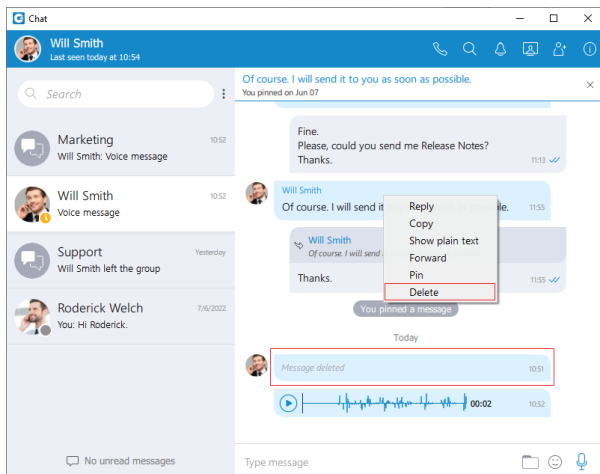 Chat
Will Smith
Last seen today at 10:54
Search
Marketing
10:52
Will Smith: Voice message
Will Smith
10:52
Voice message
Support
Yesterday
Will Smith left the group
Roderick Welch
7/6/2022
You: Hi Roderick.
No unread messages
Of course. I will send it to you as soon as possible.
You pinned on Jun 07
Fine.
Please, could you send me Release Notes?
Thanks.
11:13
Will Smith
Of course. I will send it
le.
11:55
Will Smith
Of course. I will send
Thanks.
11:55
Reply
Copy
Show plain text
Forward
Pin
Delete
You pinned a message
Today
Message deleted
10:51
00:02
10:52
Type message